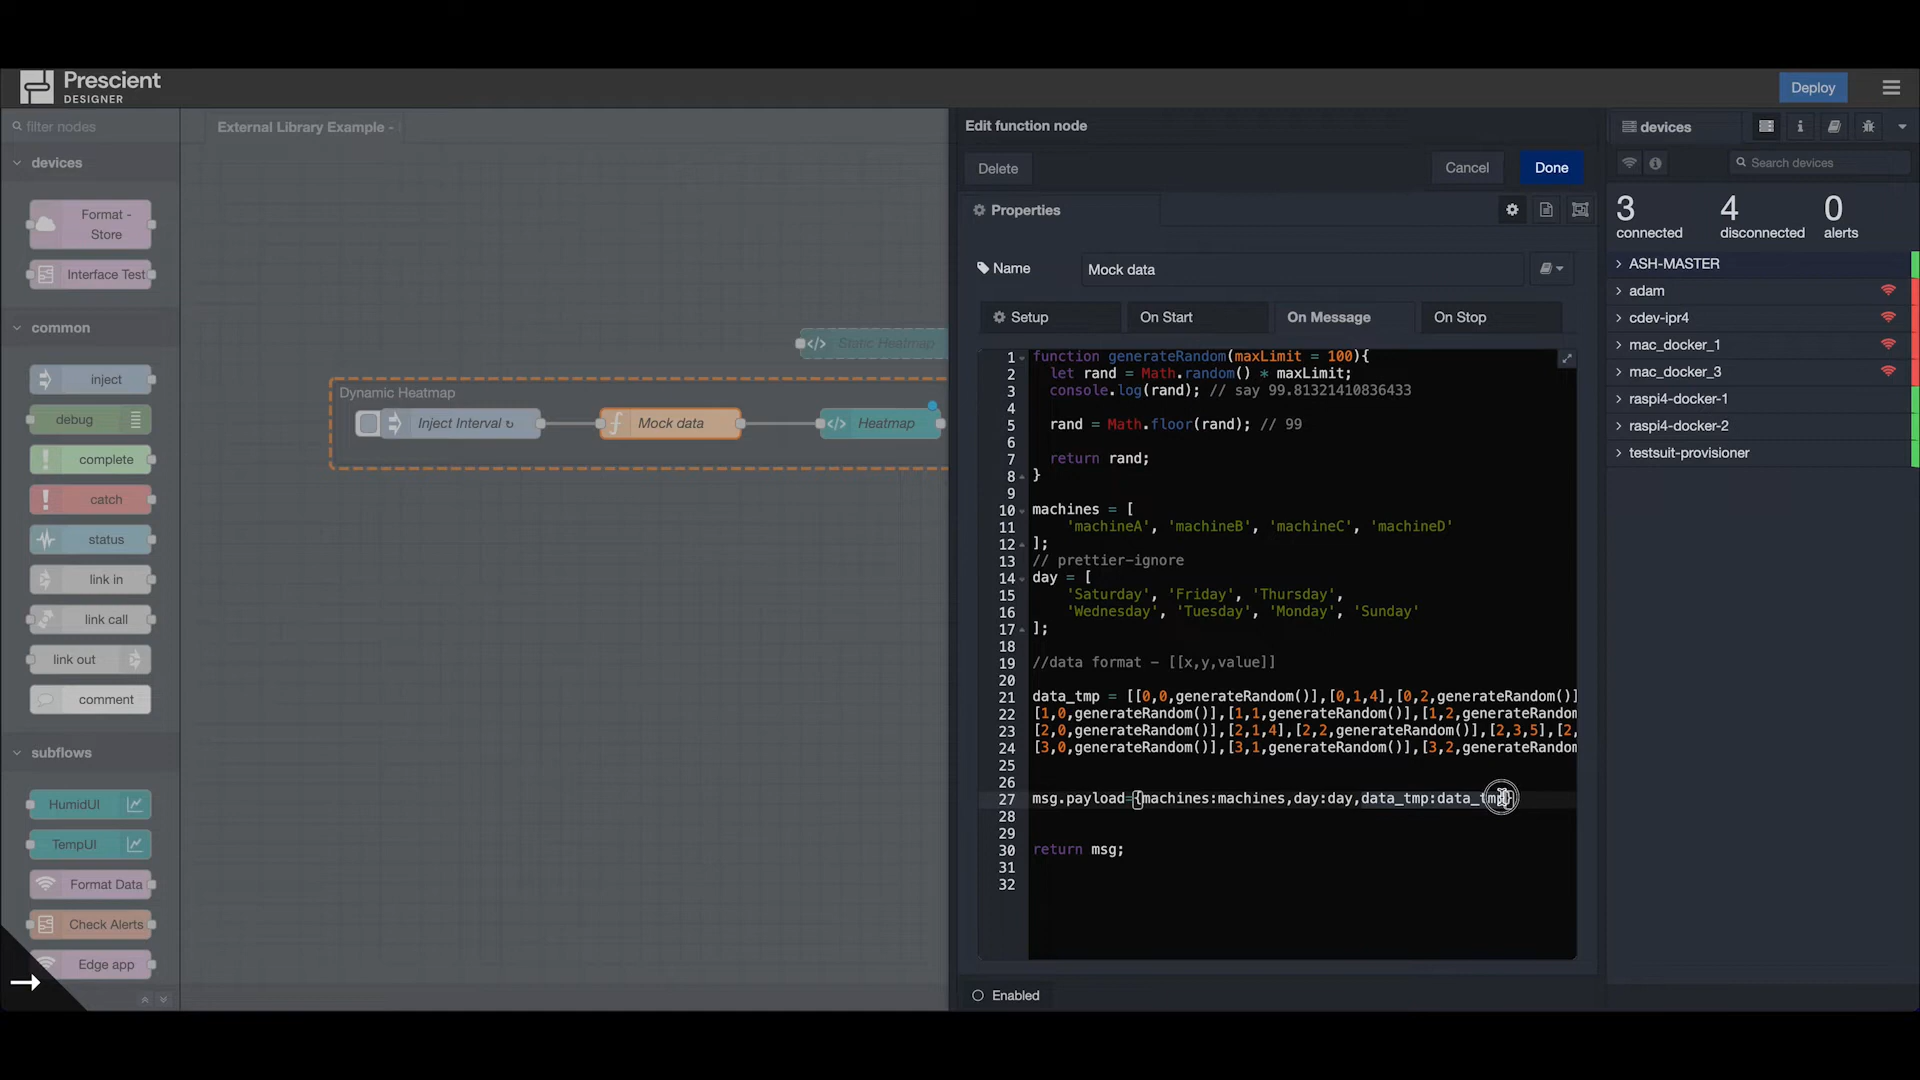 Prescient
DESIGNER
Deploy
filter nodes
External Library Example -
Edit function node
devices
devices
Delete
Cancel
Done
Search devices
Format -
Store
Interface Test
Properties
3
connected
4
disconnected
0
alerts
Name
Mock data
ASH-MASTER
adam
cdev-ipr4
mac_docker_1
mac_docker_3
raspi4-docker-1
raspi4-docker-2
testsuit-provisioner
common
inject
debug
complete
catch
status
link in
link call
link out
comment
subflows
HumidUI
TempUI
Format Data
Check Alerts
Edge app
Static Heatmap
Dynamic Heatmap
Inject Interval ↻
Mock data
Heatmap
Setup
On Start
On Message
On Stop
1 function generateRandom(maxLimit = 100){
2 let rand = Math.random() * maxLimit;
3 console.log(rand); // say 99.81321410836433
4
5 rand = Math.floor(rand); // 99
6
7 return rand;
8 }
9
10 machines = [
11 'machineA', 'machineB', 'machineC', 'machineD'
12 ];
13 // prettier-ignore
14 day = [
15 'Saturday', 'Friday', 'Thursday',
16 'Wednesday', 'Tuesday', 'Monday', 'Sunday'
17 ];
18
19 //data format - [[x,y,value]]
20
21 data_tmp = [[0,0,generateRandom()],[0,1,4],[0,2,generateRandom()]
22 [1,0,generateRandom()],[1,1,generateRandom()],[1,2,generateRandom
23 [2,0,generateRandom()],[2,1,4],[2,2,generateRandom()],[2,3,5],[2,
24 [3,0,generateRandom()],[3,1,generateRandom()],[3,2,generateRandom
25
26
27 msg.payload={machines:machines,day:day,data_tmp:data_tmp}
28
29
30 return msg;
31
32
Enabled